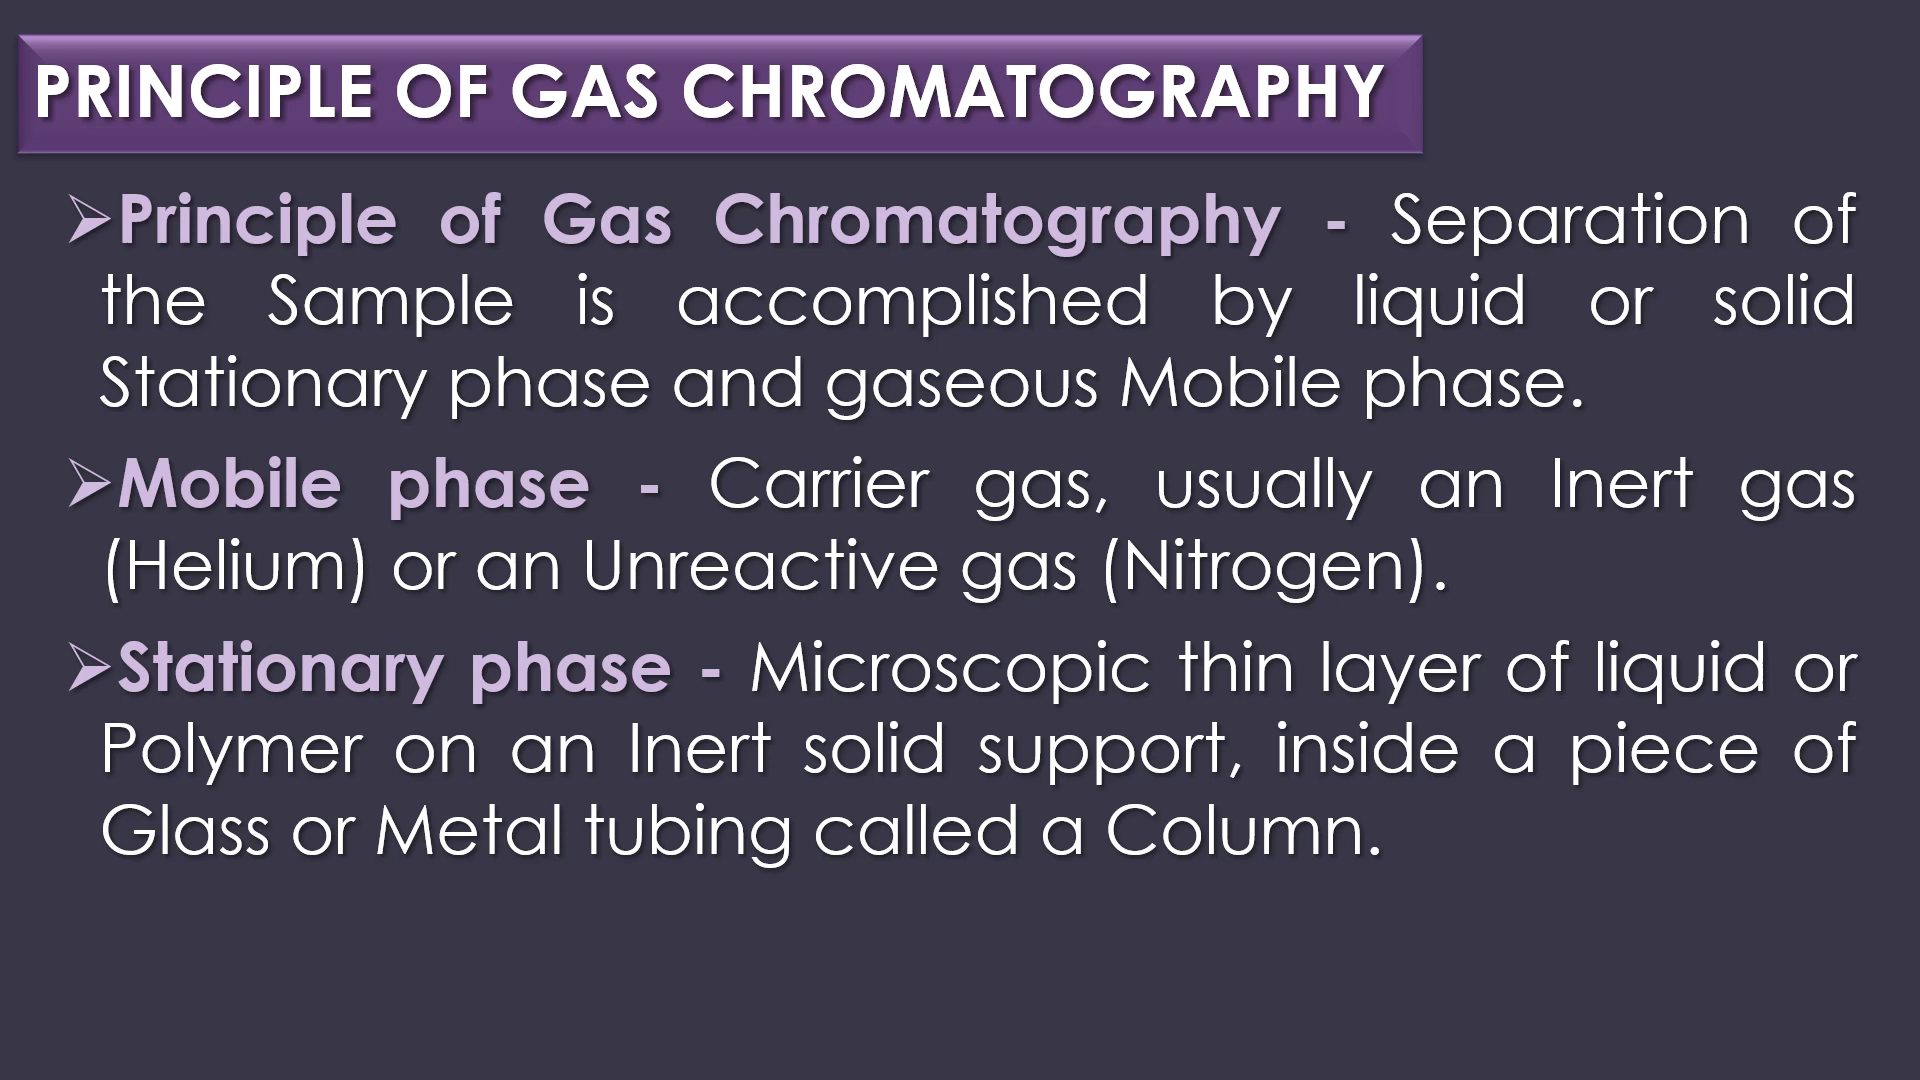 PRINCIPLE OF GAS CHROMATOGRAPHY
➢Principle of Gas Chromatography - Separation of
the Sample is accomplished by liquid or solid
Stationary phase and gaseous Mobile phase.
➢Mobile phase - Carrier gas, usually an Inert gas
(Helium) or an Unreactive gas (Nitrogen).
➢Stationary phase - Microscopic thin layer of liquid or
Polymer on an Inert solid support, inside a piece of
Glass or Metal tubing called a Column.